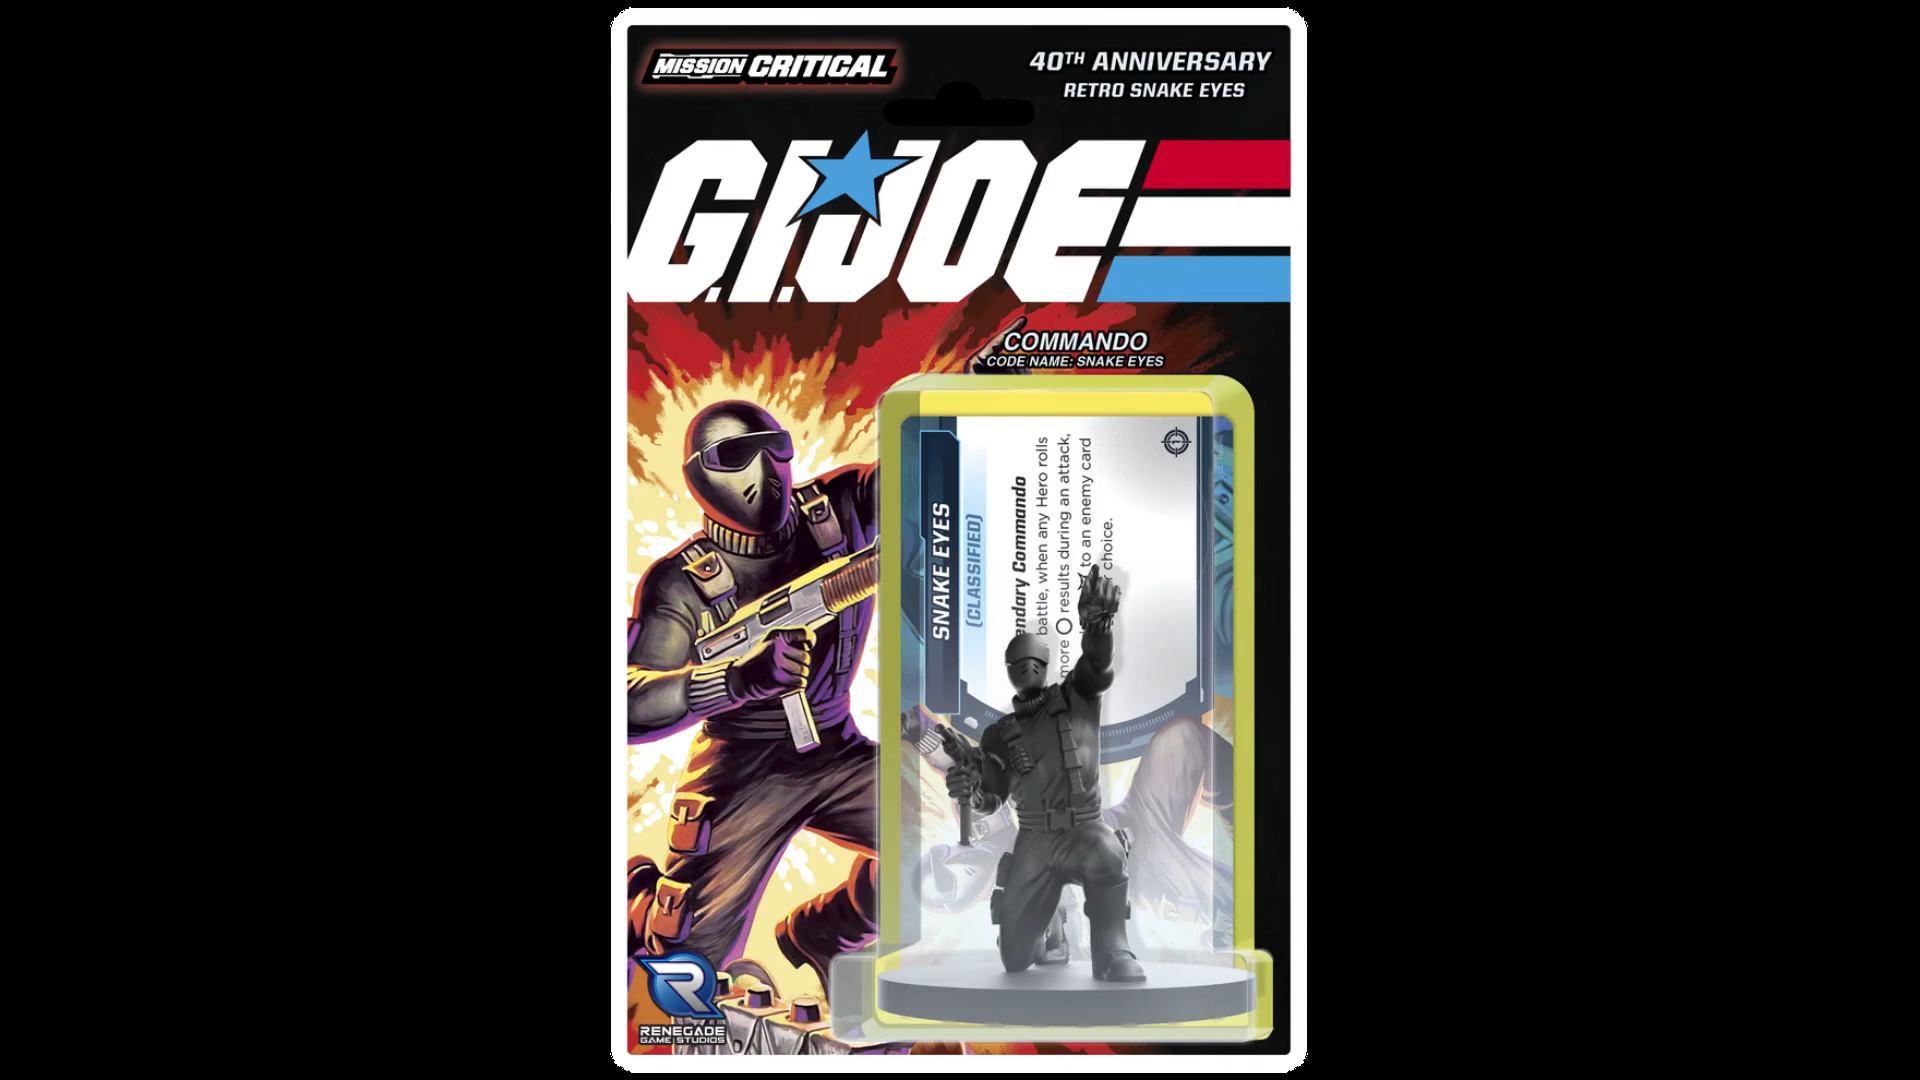 MISSION CRITICAL
40TH ANNIVERSARY
RETRO SNAKE EYES
G.I. JOE
COMMANDO
CODE NAME: SNAKE EYES
SNAKE EYES
(CLASSIFIED)
Commando
battle, when any Hero rolls
more results during an attack,
to an enemy card
choice.
1
R
RENEGADE
GAME STUDIOS